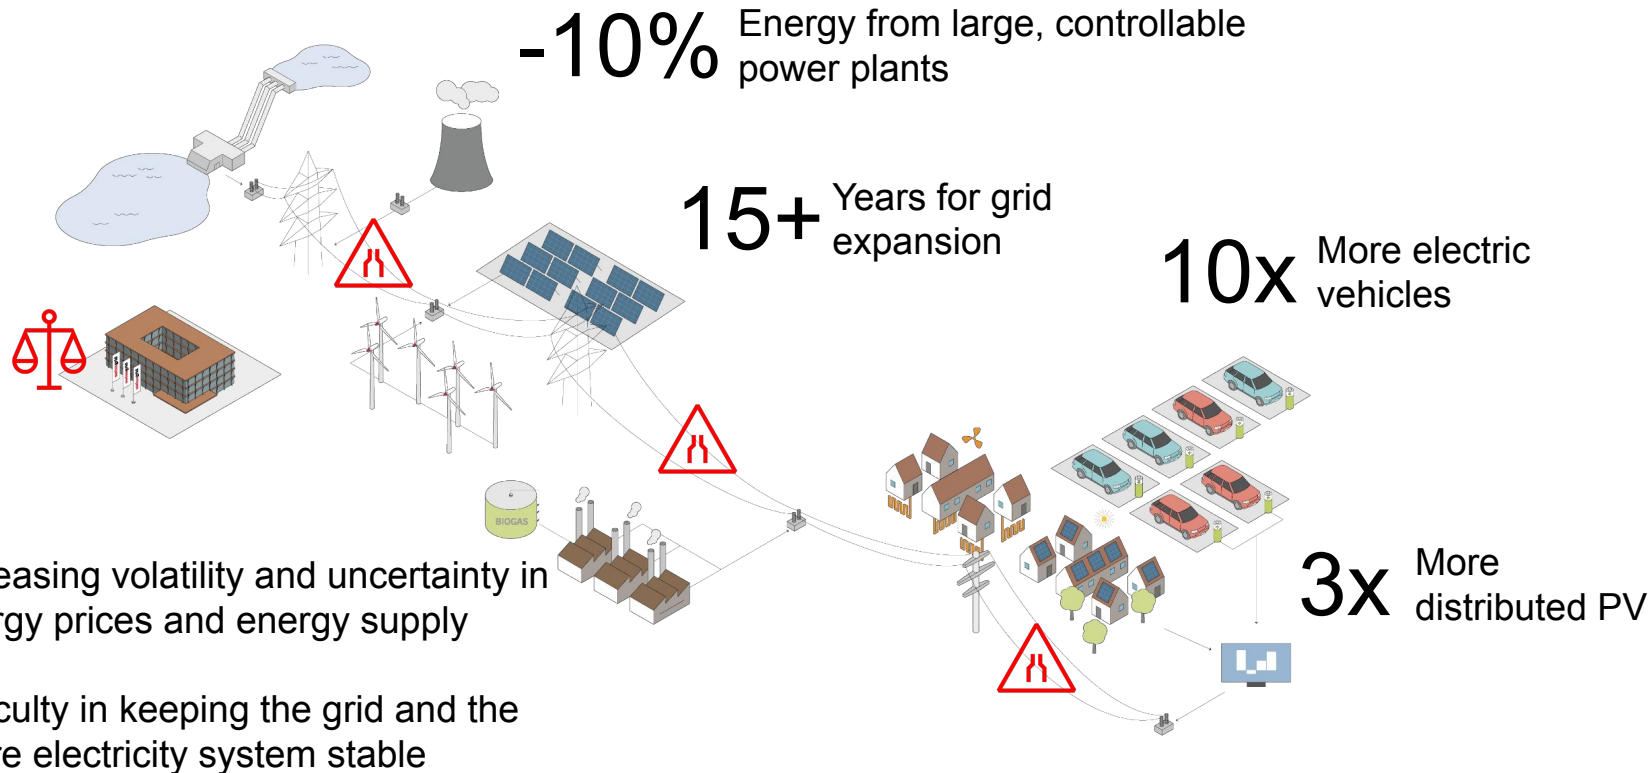 -10% Energy from large, controllable
power plants
15+ Years for grid
expansion
10x More electric
vehicles
BIOGAS
3x More
distributed PV
easing volatility and uncertainty in
rgy prices and energy supply
culty in keeping the grid and the
re electricity system stable